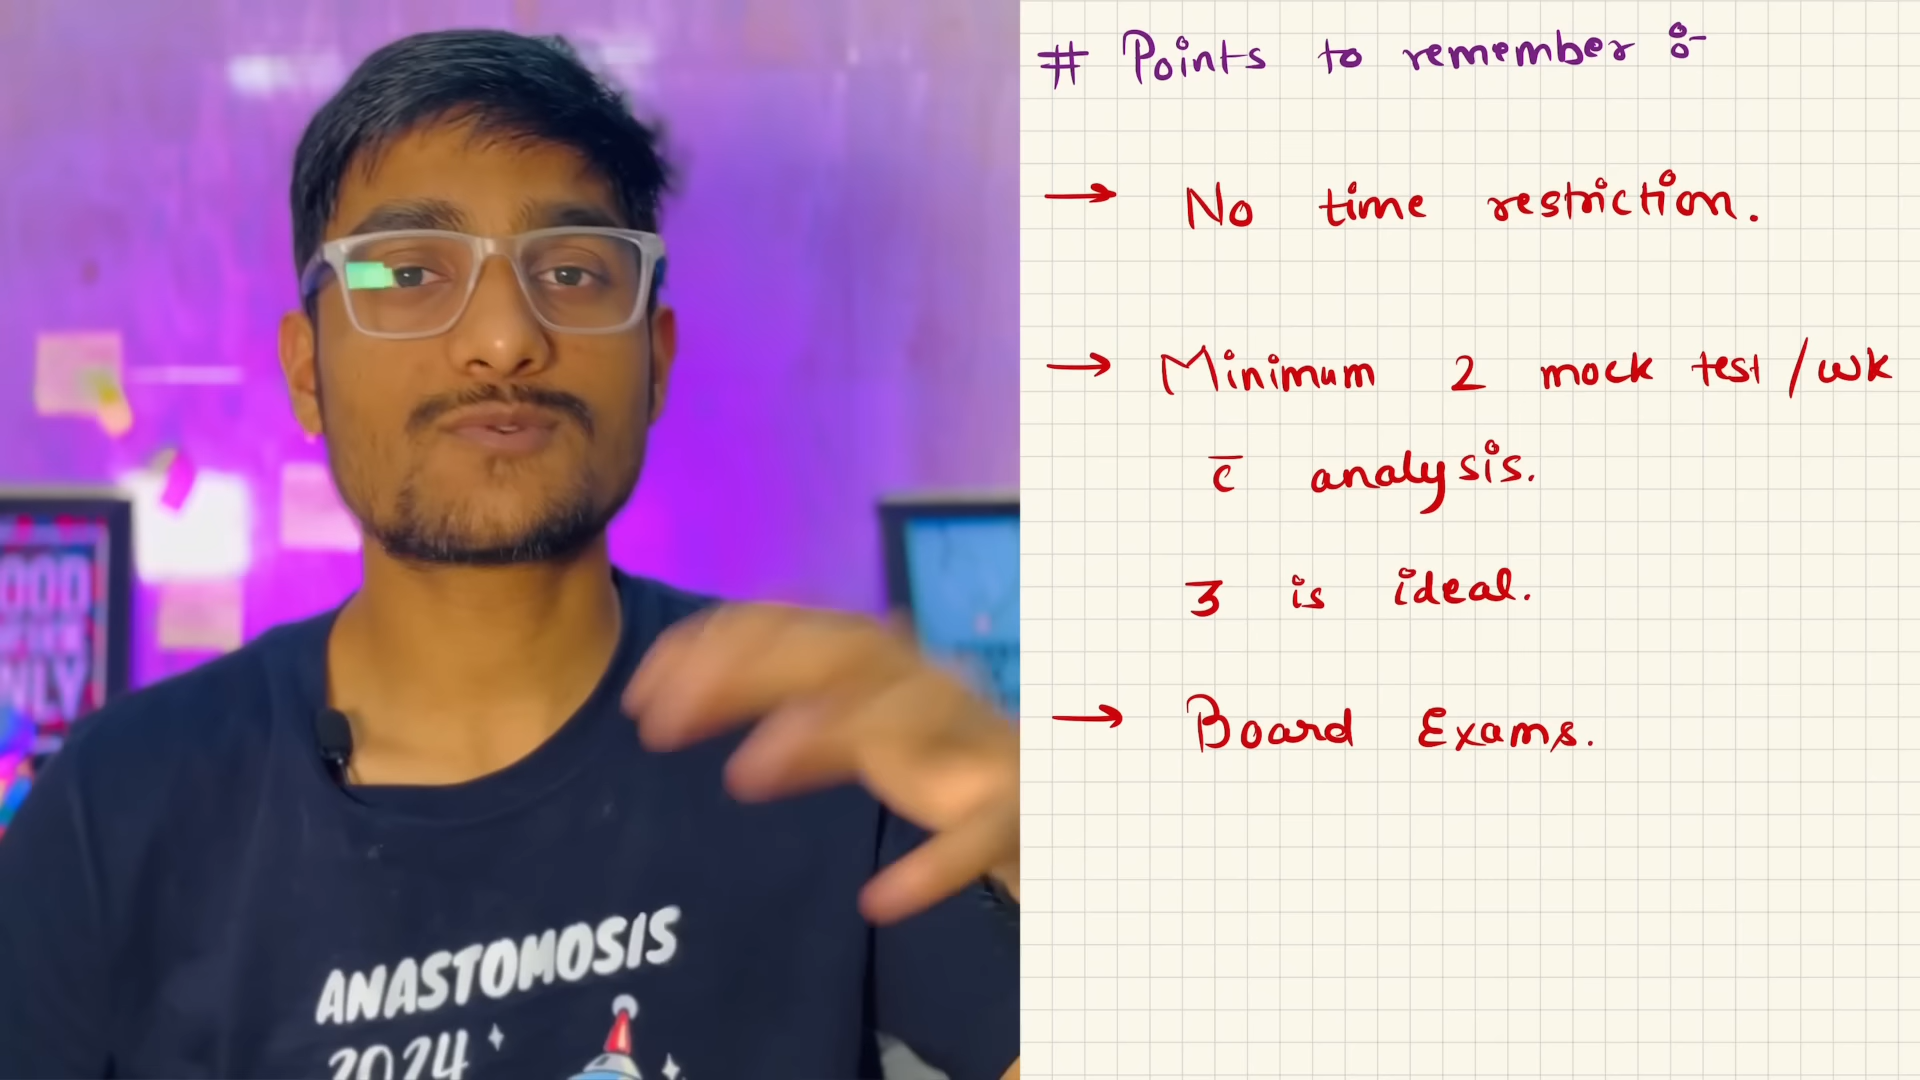 # Points to remember :-
→ No time restriction.
→ Minimum 2 mock test /wk
c̄ analysis.
3 is ideal.
→ Board Exams.
ONLY
ANASTOMOSIS
2024